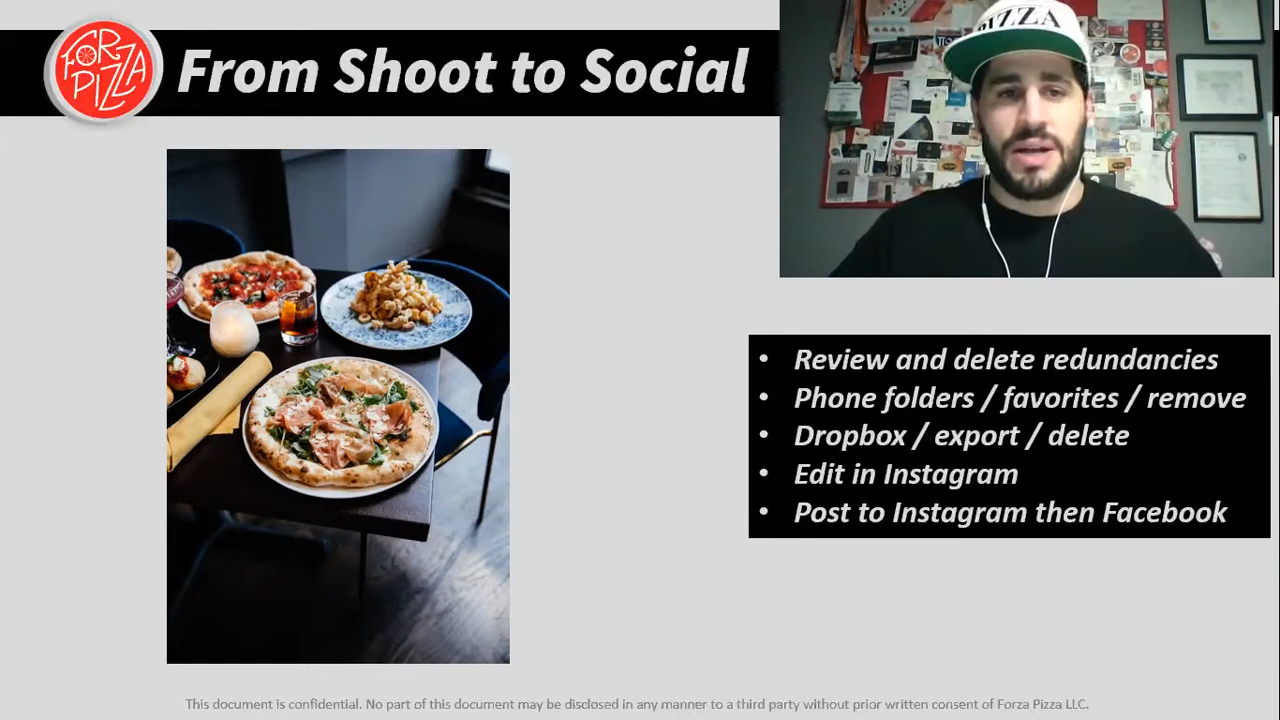 FORZA
PIZZA
From Shoot to Social
PIZZA
• Review and delete redundancies
• Phone folders / favorites / remove
• Dropbox / export / delete
• Edit in Instagram
• Post to Instagram then Facebook
This document is confidential. No part of this document may be disclosed in any manner to a third party without prior written consent of Forza Pizza LLC.